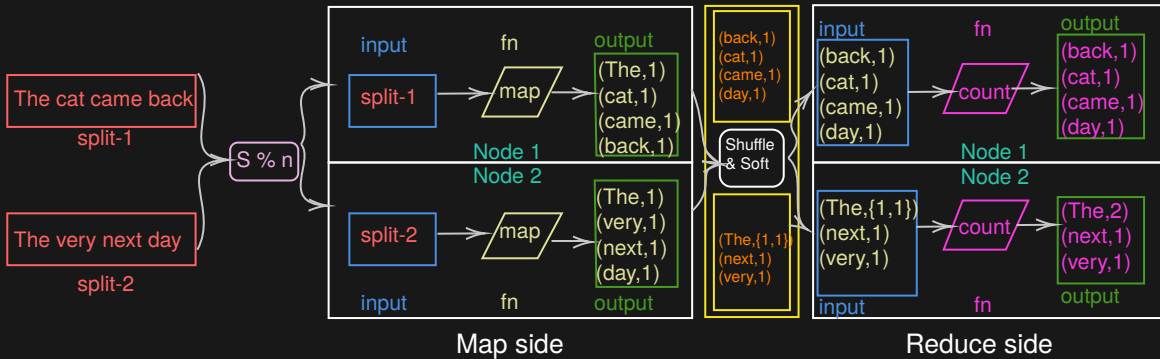 The cat came back
split-1
The very next day
split-2
S % n
input
fn
output
split-1
map
(The,1)
(cat,1)
(came,1)
(back,1)
Node 1
Node 2
split-2
map
(The,1)
(very,1)
(next,1)
(day,1)
input
fn
output
Map side
(back,1)
(cat,1)
(came,1)
(day,1)
Shuffle
& Soft
(The,{1,1})
(next,1)
(very,1)
input
fn
output
(back,1)
(cat,1)
(came,1)
(day,1)
count
(back,1)
(cat,1)
(came,1)
(day,1)
Node 1
Node 2
(The,{1,1})
(next,1)
(very,1)
count
(The,2)
(next,1)
(very,1)
input
fn
output
Reduce side